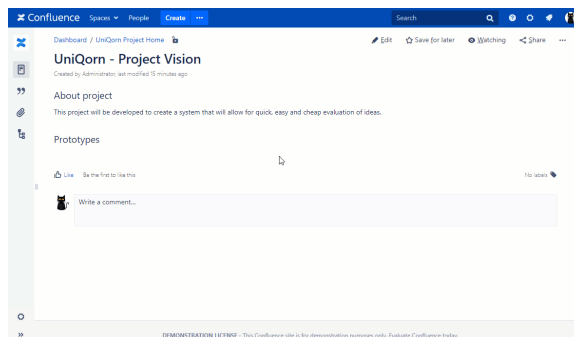 Confluence Spaces People Create ••• Search
Dashboard / UniQorn Project Home
Edit Save for later Watching Share •••
UniQorn - Project Vision
Created by Administrator, last modified 15 minutes ago
About project
This project will be developed to create a system that will allow for quick, easy and cheap evaluation of ideas.
Prototypes
Like Be the first to like this No labels
Write a comment...
DEMONSTRATION LICENSE - This Confluence site is for demonstration purposes only. Evaluate Confluence today.